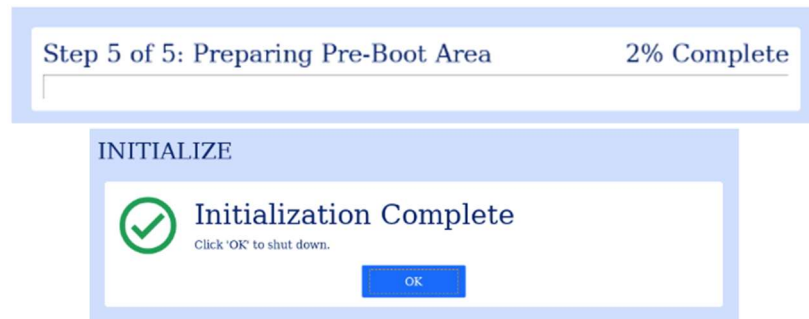 Step 5 of 5: Preparing Pre-Boot Area 2% Complete
INITIALIZE
Initialization Complete
Click 'OK' to shut down.
OK